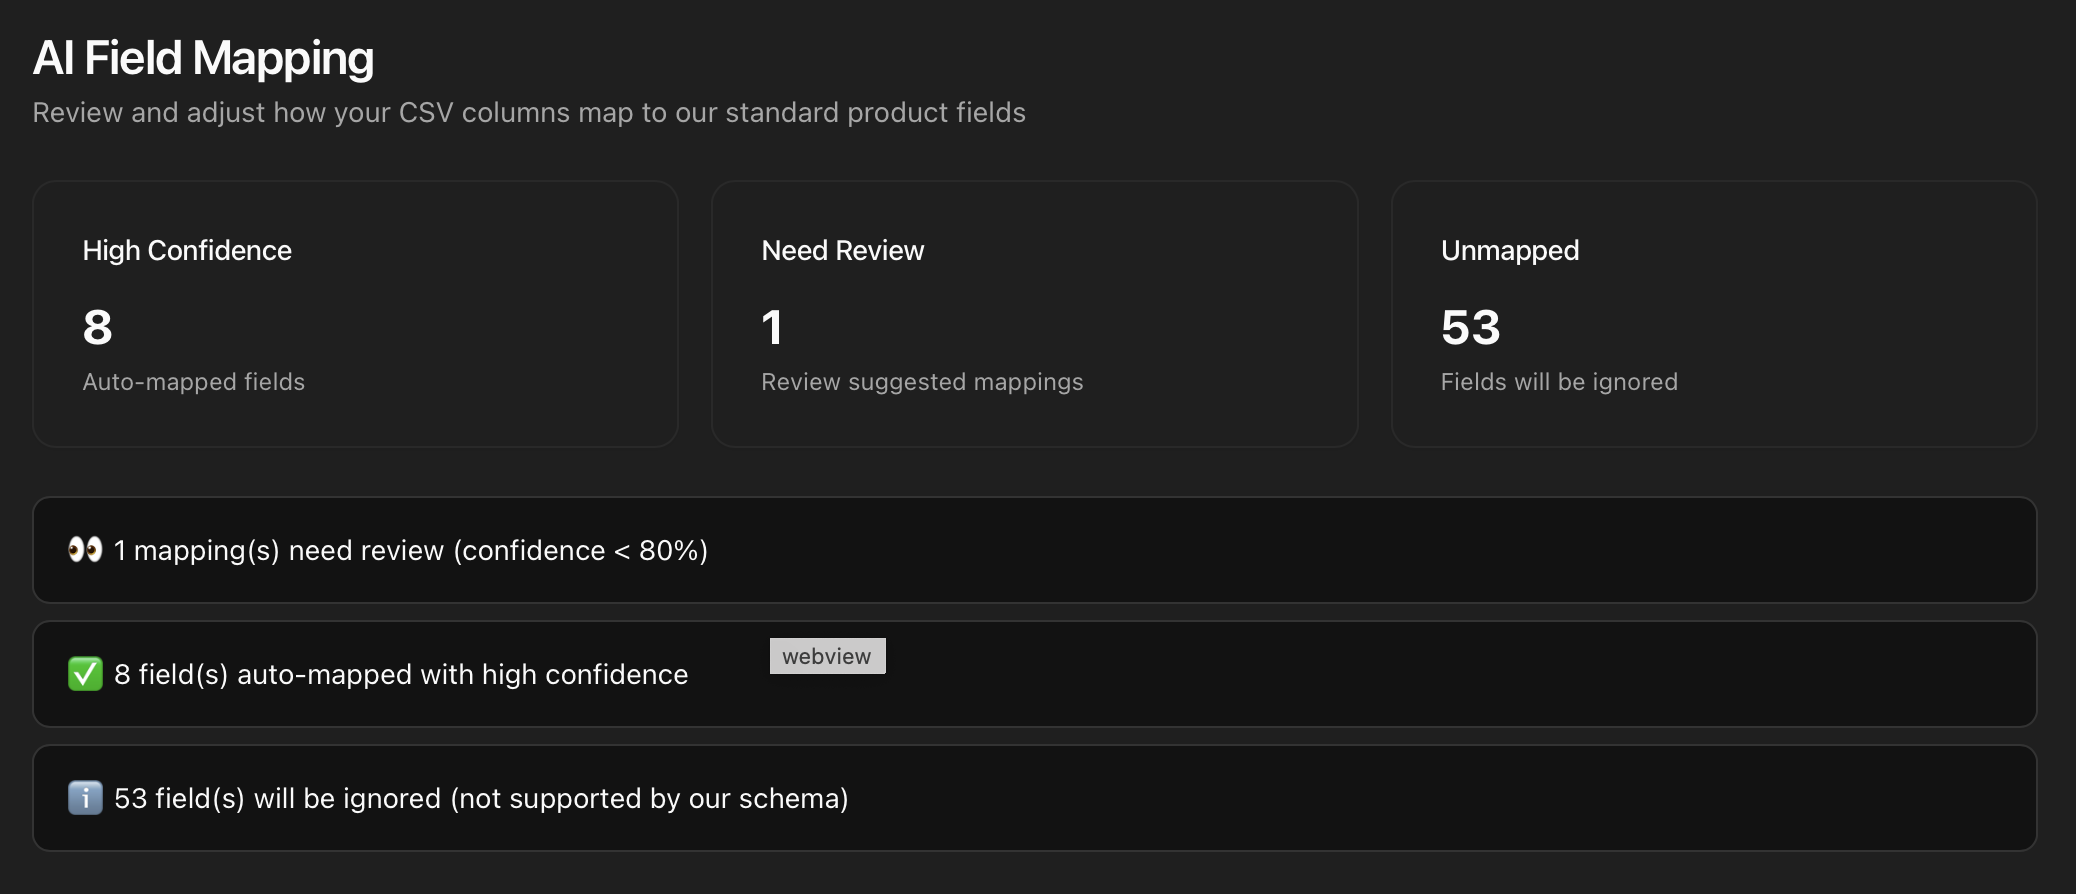 AI Field Mapping
Review and adjust how your CSV columns map to our standard product fields
High Confidence
8
Auto-mapped fields
Need Review
1
Review suggested mappings
Unmapped
53
Fields will be ignored
👀 1 mapping(s) need review (confidence < 80%)
✅ 8 field(s) auto-mapped with high confidence
webview
ℹ️ 53 field(s) will be ignored (not supported by our schema)